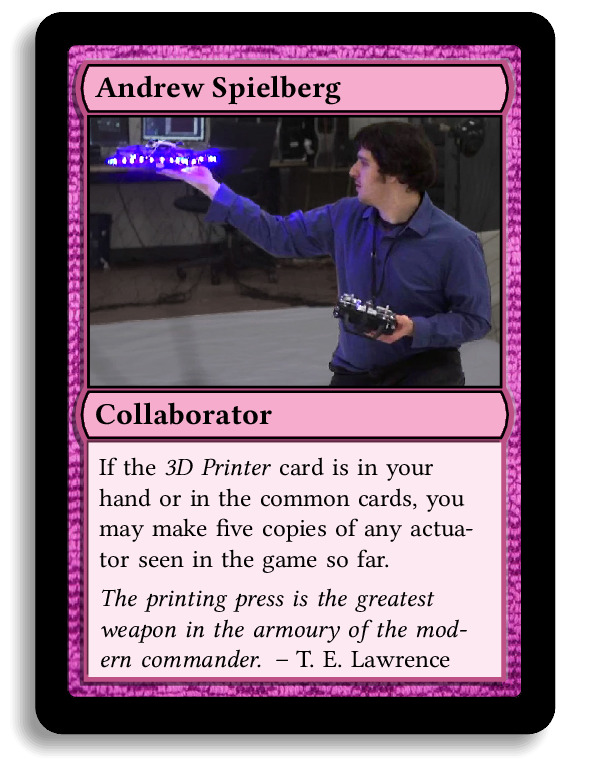 Andrew Spielberg
Collaborator
If the 3D Printer card is in your
hand or in the common cards, you
may make five copies of any actua-
tor seen in the game so far.
The printing press is the greatest
weapon in the armoury of the mod-
ern commander. – T. E. Lawrence